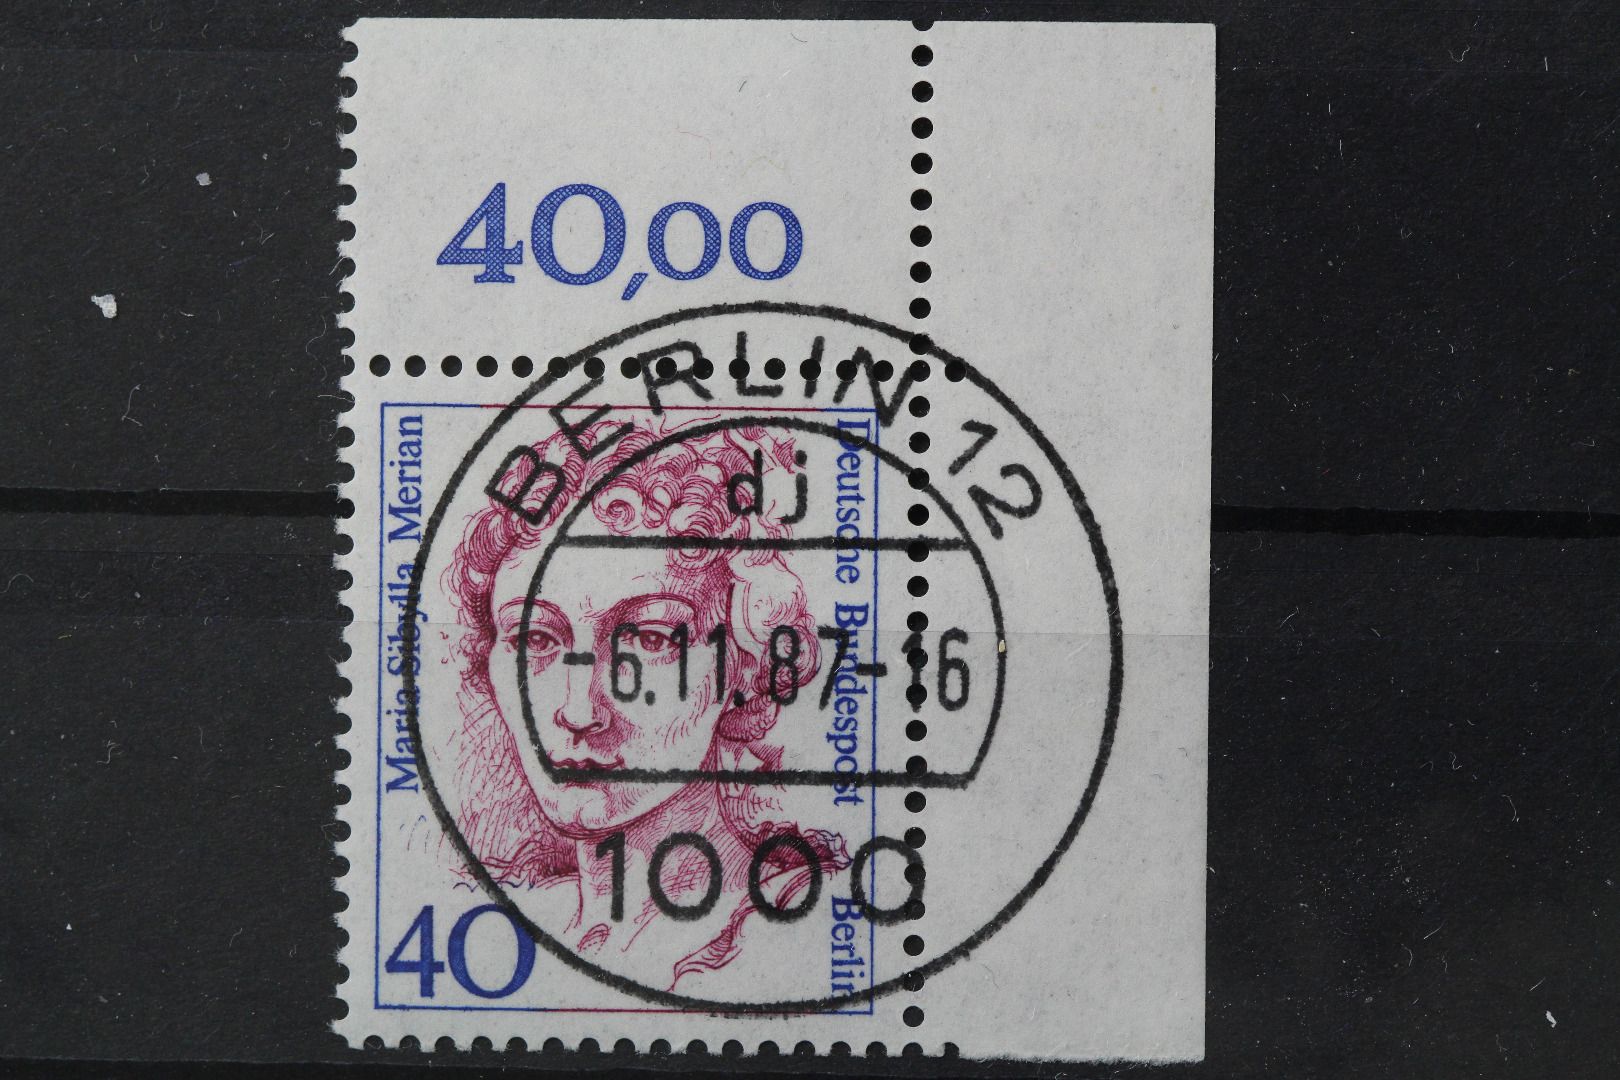 40,00
BERLIN 12
dj
-6.11.87-16
1000
Maria Sibylla Merian
Deutsche Bundespost Berlin
40